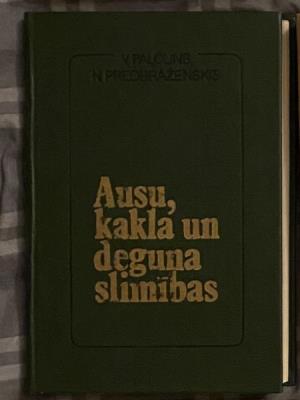 V. PALČUNS,
N. PREOBRAŽENSKIS
Ausu,
kakla un
deguna
slimības